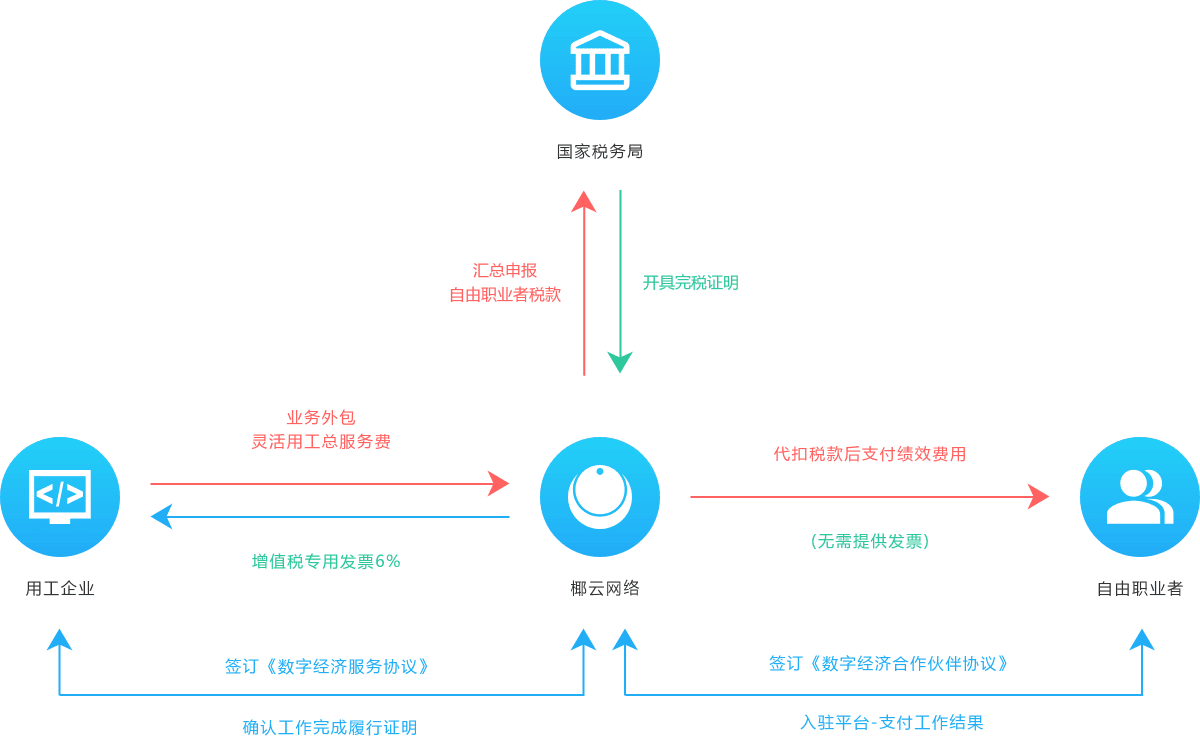 国家税务局
汇总申报
自由职业者税款
开具完税证明
业务外包
灵活用工总服务费
代扣税款后支付绩效费用
增值税专用发票6%
(无需提供发票)
用工企业
椰云网络
自由职业者
签订《数字经济服务协议》
签订《数字经济合作伙伴协议》
确认工作完成履行证明
入驻平台-支付工作结果